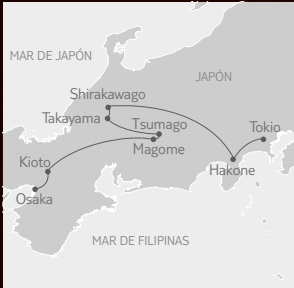 MAR DE JAPÓN
JAPÓN
Shirakawago
Takayama
Tsumago
Tokio
Magome
Kioto
Hakone
Osaka
MAR DE FILIPINAS